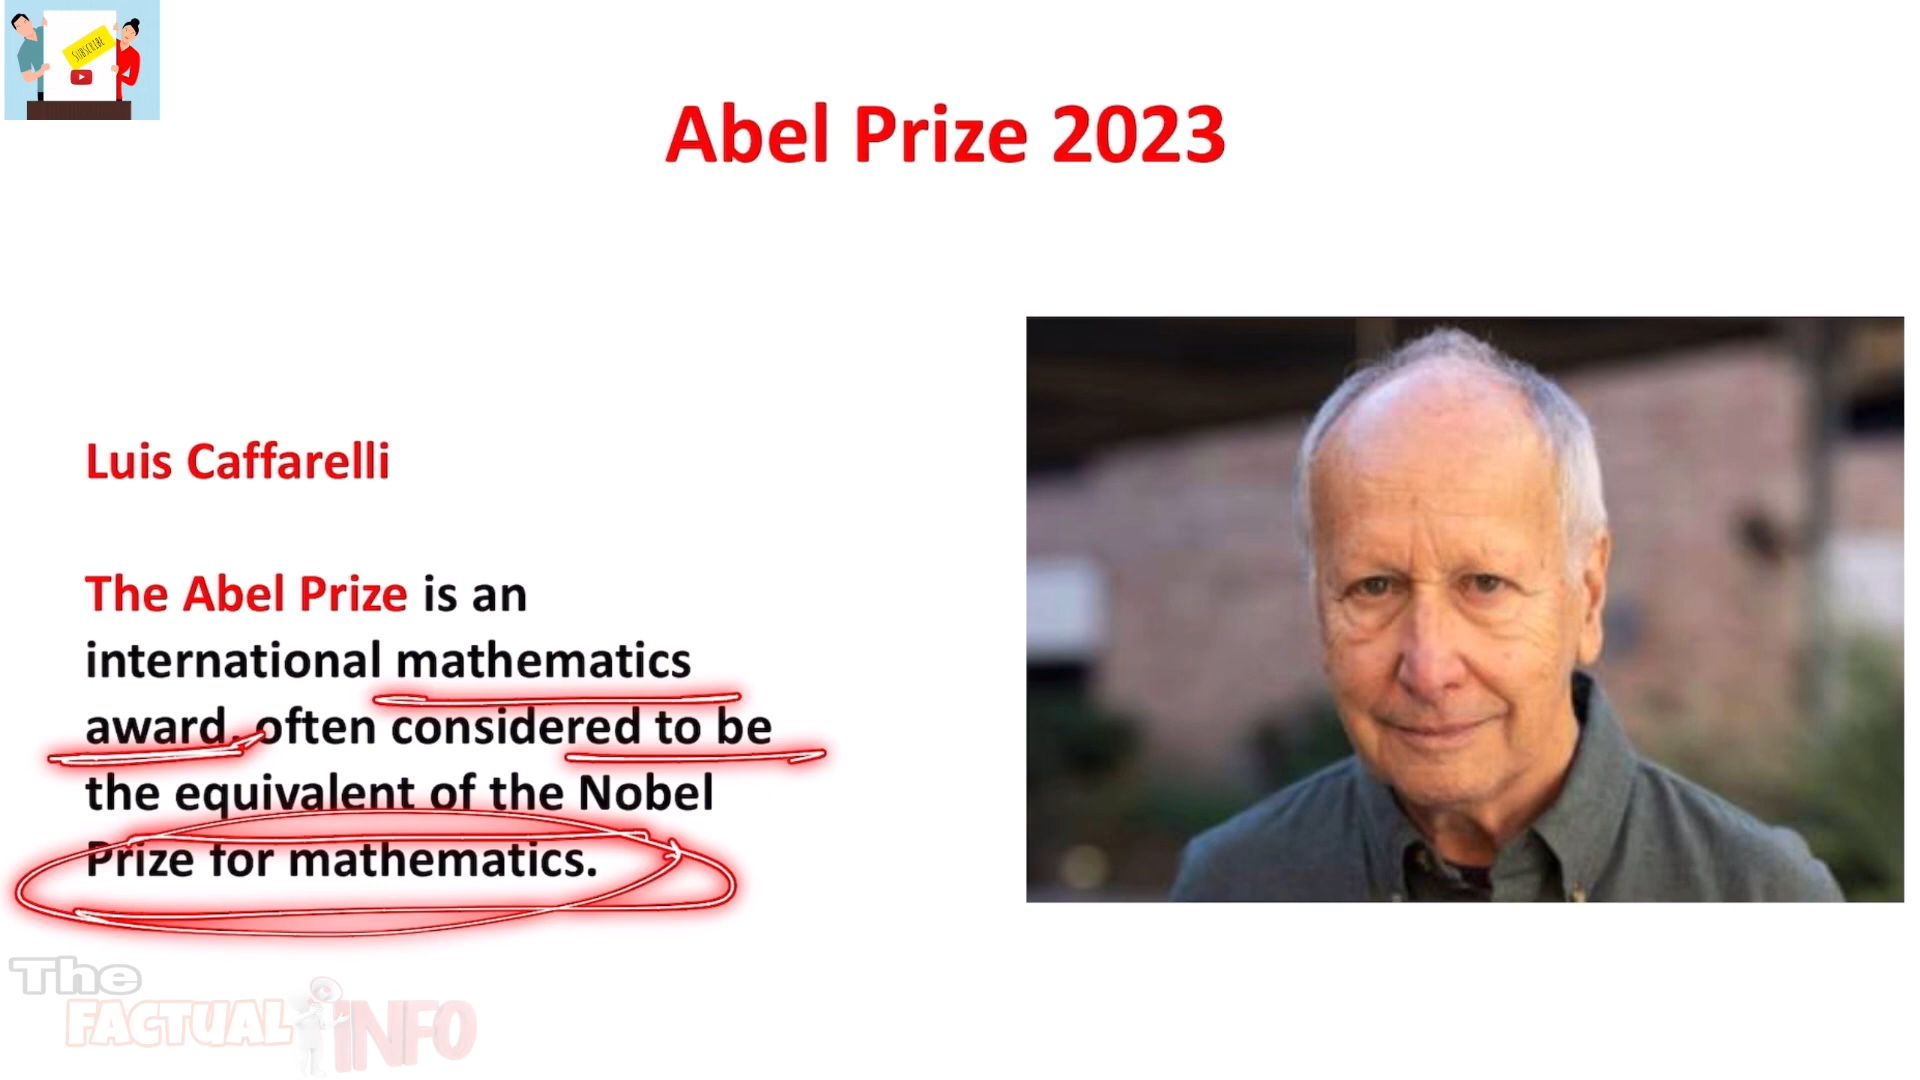 Subscribe
Abel Prize 2023
Luis Caffarelli
The Abel Prize is an
international mathematics
award, often considered to be
the equivalent of the Nobel
Prize for mathematics.
The
FACTUAL
INFO